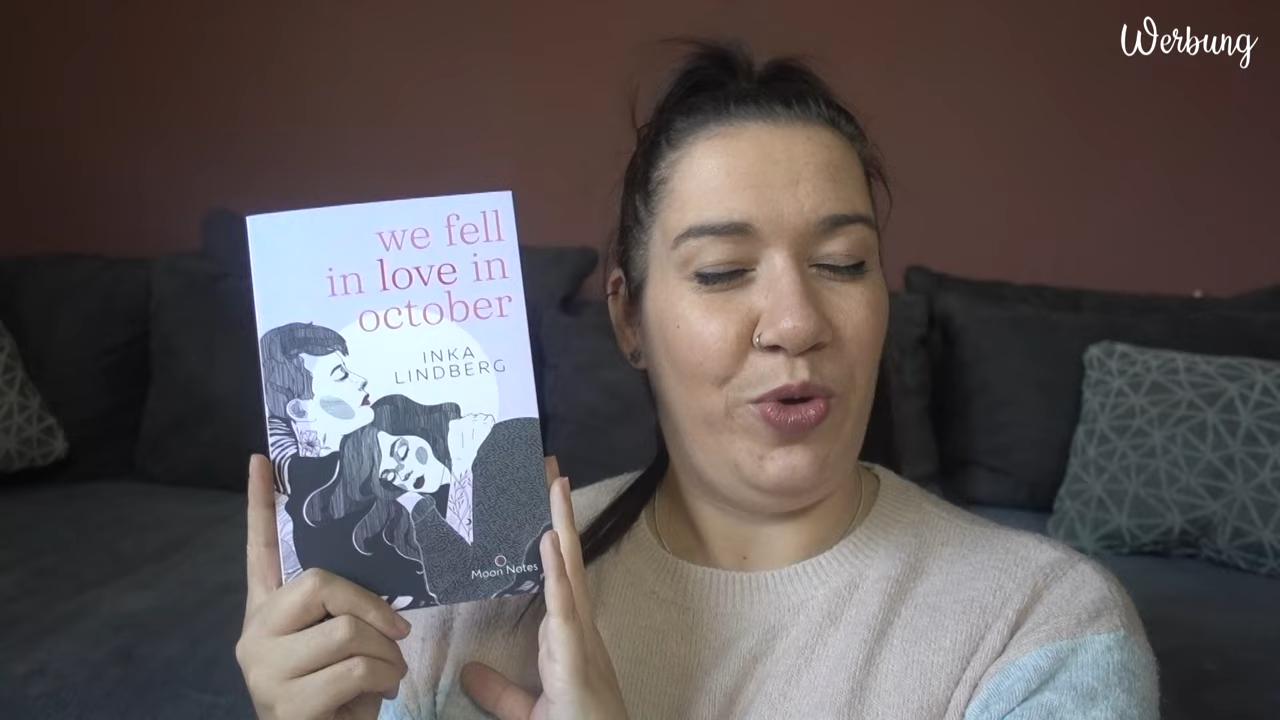 Werbung
we fell
in love in
october
INKA
LINDBERG
Moon Notes